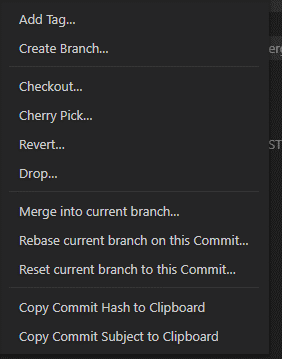 Add Tag...
Create Branch...
Checkout...
Cherry Pick...
Revert...
Drop...
Merge into current branch...
Rebase current branch on this Commit...
Reset current branch to this Commit...
Copy Commit Hash to Clipboard
Copy Commit Subject to Clipboard